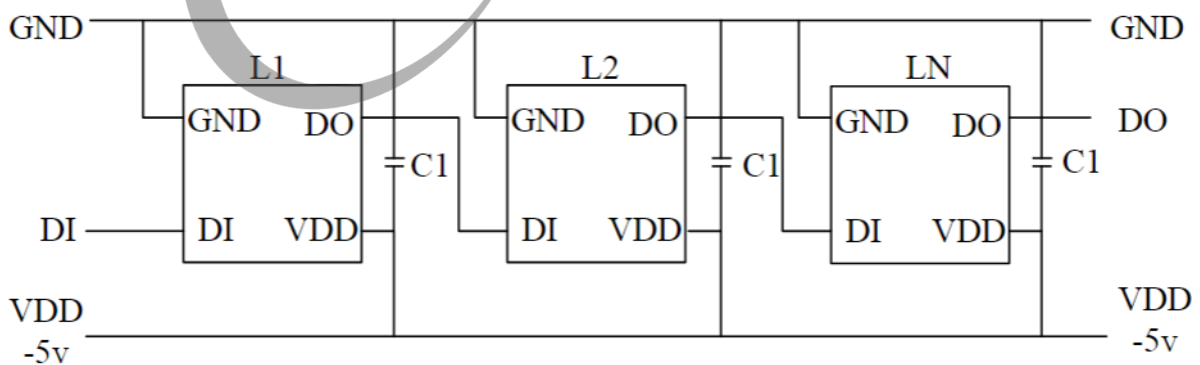 GND GND
L1 L2 LN
GND DO GND DO GND DO DO
C1 C1 C1
DI DI VDD DI VDD DI VDD
VDD VDD
-5v -5v